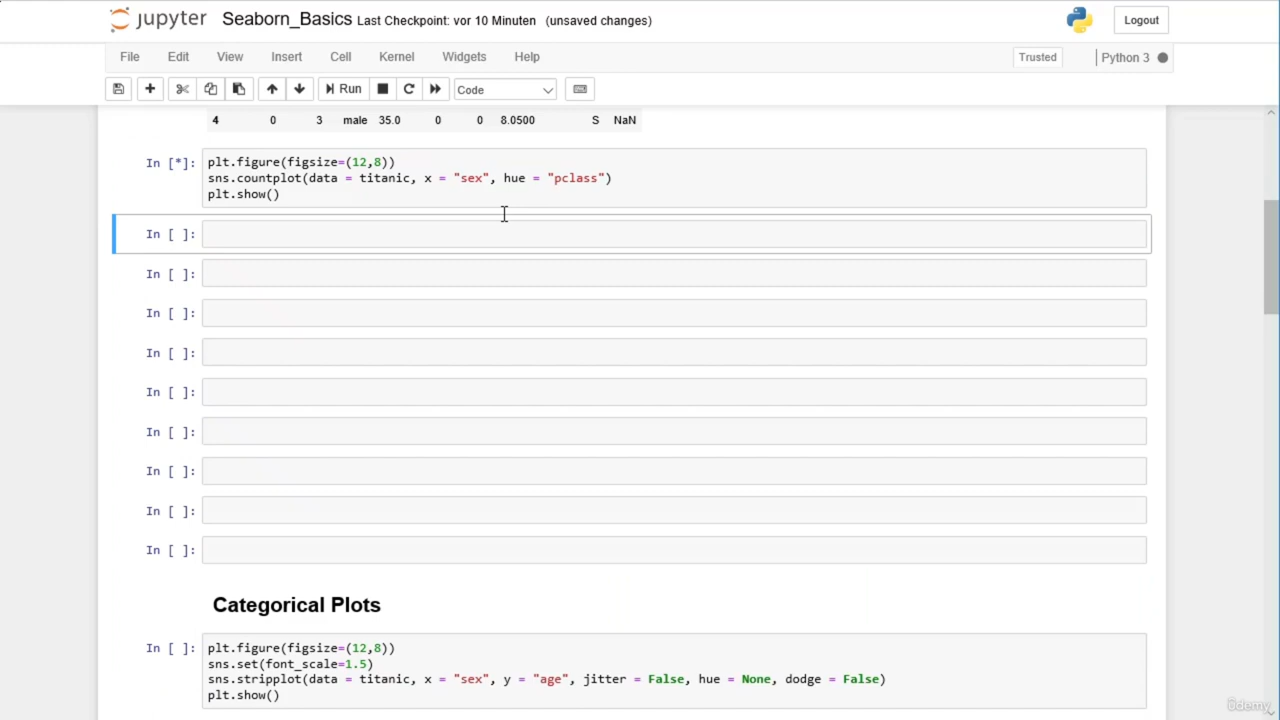 jupyter Seaborn_Basics Last Checkpoint: vor 10 Minuten (unsaved changes) Logout
File Edit View Insert Cell Kernel Widgets Help Trusted Python 3
Run Code
4 0 3 male 35.0 0 0 8.0500 S NaN
In [*]: plt.figure(figsize=(12,8))
sns.countplot(data = titanic, x = "sex", hue = "pclass")
plt.show()
In [ ]:
In [ ]:
In [ ]:
In [ ]:
In [ ]:
In [ ]:
In [ ]:
In [ ]:
In [ ]:
Categorical Plots
In [ ]: plt.figure(figsize=(12,8))
sns.set(font_scale=1.5)
sns.stripplot(data = titanic, x = "sex", y = "age", jitter = False, hue = None, dodge = False)
plt.show()
ûdemy